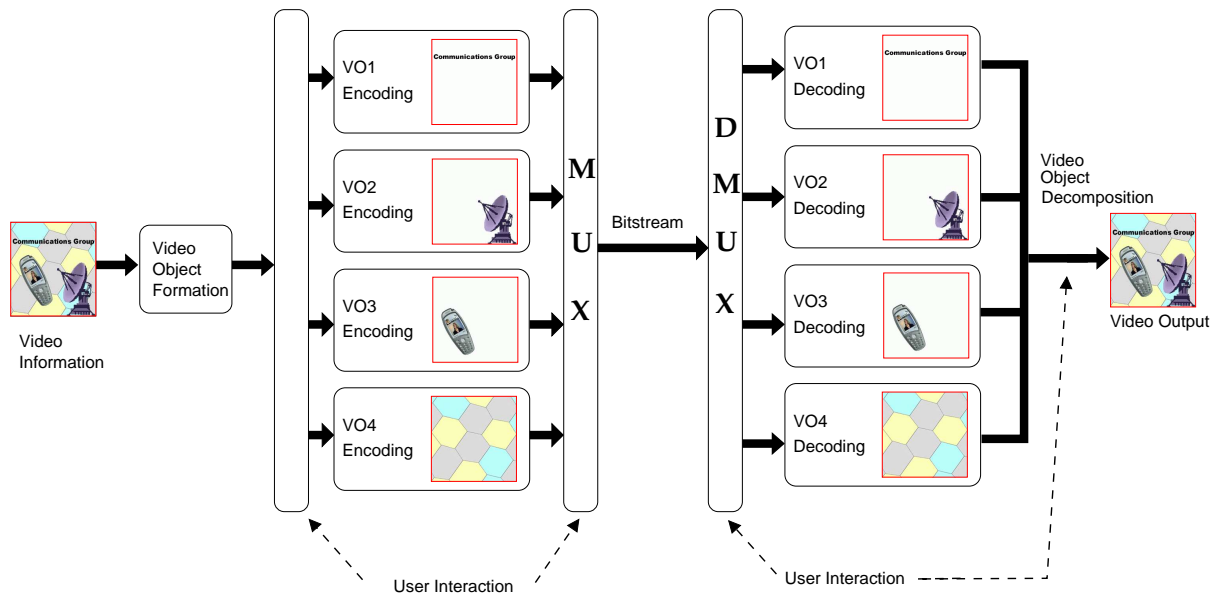 Communications Group
Video
Information
Video
Object
Formation
VO1
Encoding
Communications Group
VO2
Encoding
VO3
Encoding
VO4
Encoding
M
U
X
User Interaction
Bitstream
D
M
U
X
VO1
Decoding
Communications Group
VO2
Decoding
VO3
Decoding
VO4
Decoding
User Interaction
Video
Object
Decomposition
Communications Group
Video Output